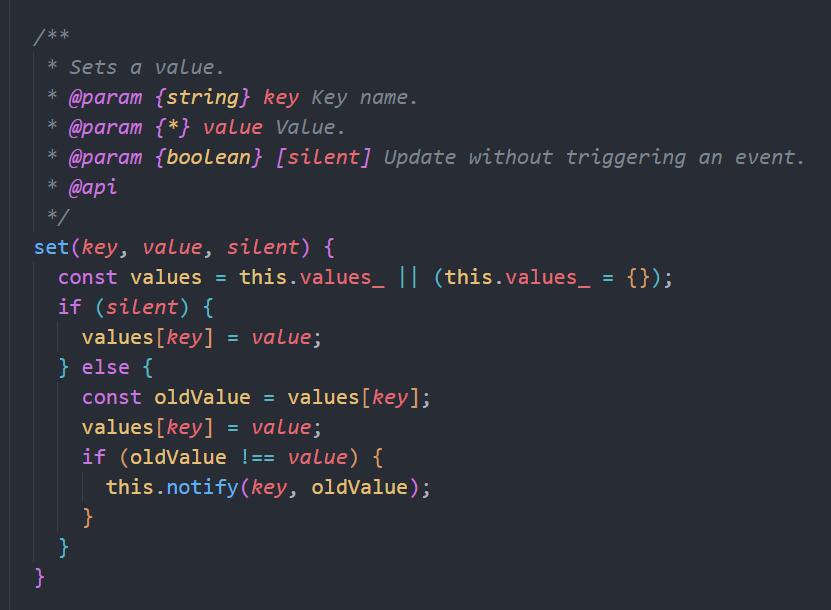 /**
 * Sets a value.
 * @param {string} key Key name.
 * @param {*} value Value.
 * @param {boolean} [silent] Update without triggering an event.
 * @api
 */
set(key, value, silent) {
  const values = this.values_ || (this.values_ = {});
  if (silent) {
    values[key] = value;
  } else {
    const oldValue = values[key];
    values[key] = value;
    if (oldValue !== value) {
      this.notify(key, oldValue);
    }
  }
}